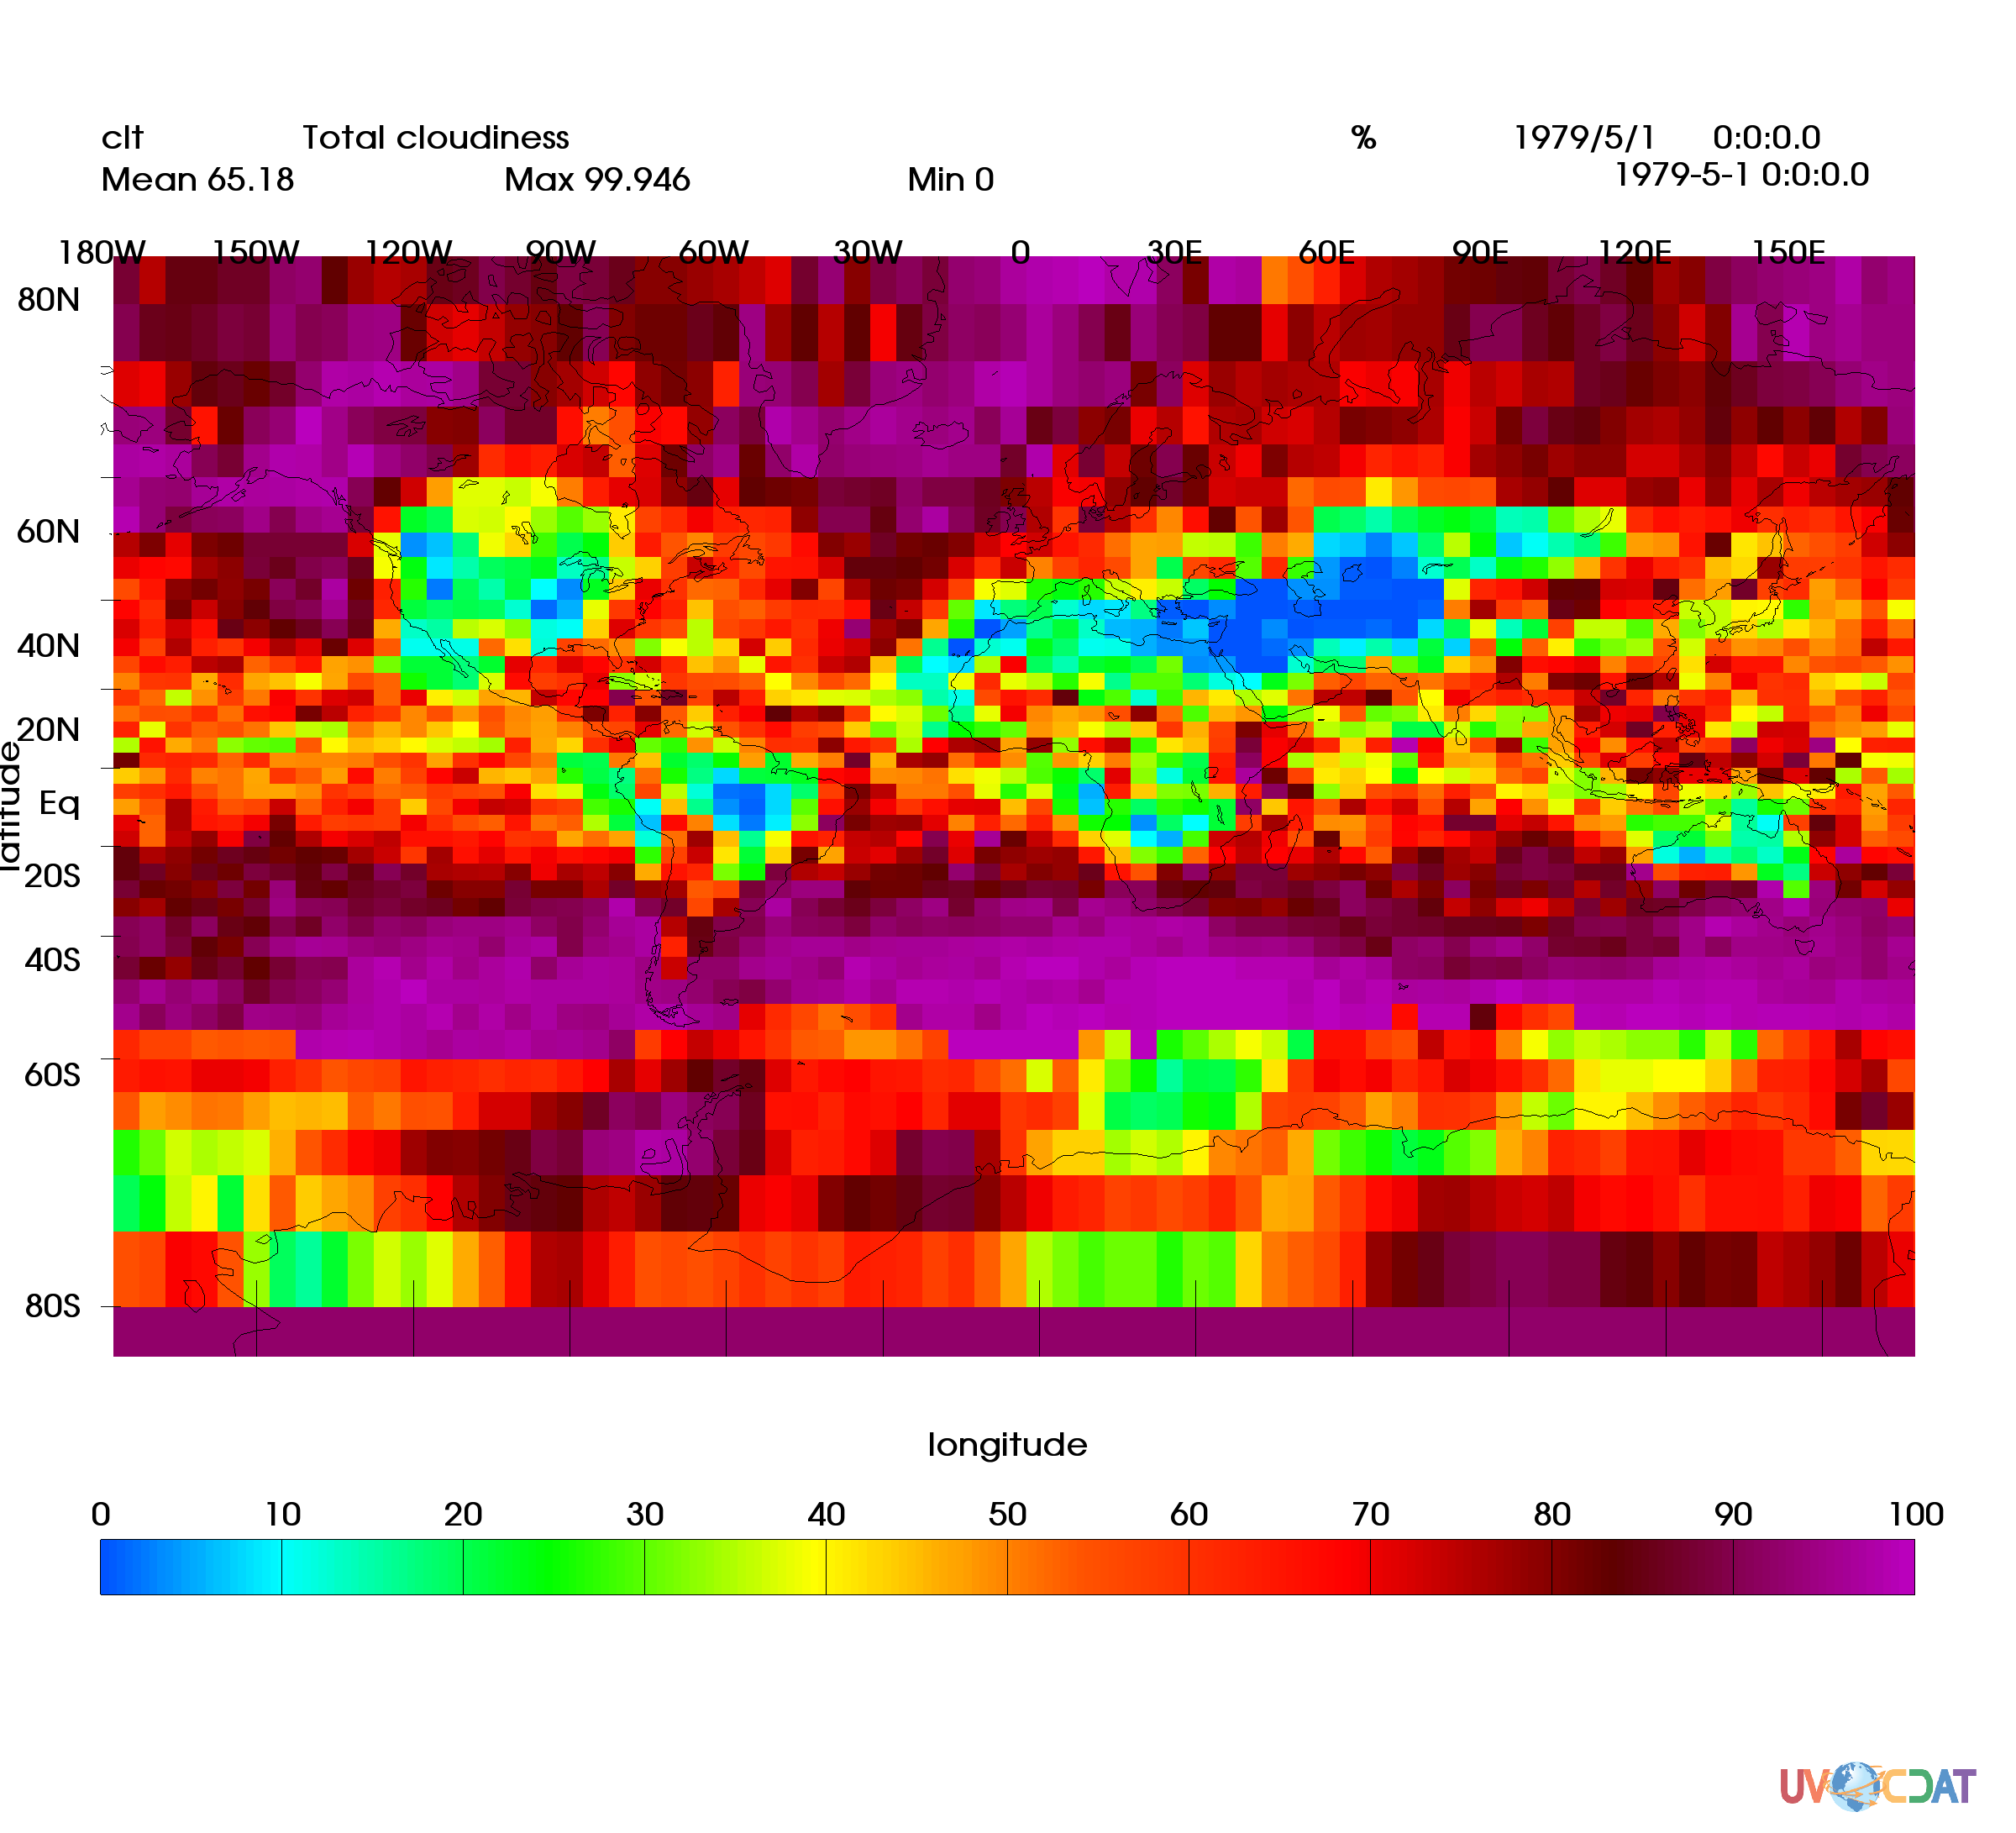 clt Total cloudiness % 1979/5/1 0:0:0.0
Mean 65.18 Max 99.946 Min 0 1979-5-1 0:0:0.0
180W 150W 120W 90W 60W 30W 0 30E 60E 90E 120E 150E
80N
60N
40N
20N
latitude
Eq
20S
40S
60S
80S
longitude
0 10 20 30 40 50 60 70 80 90 100
UV CDAT